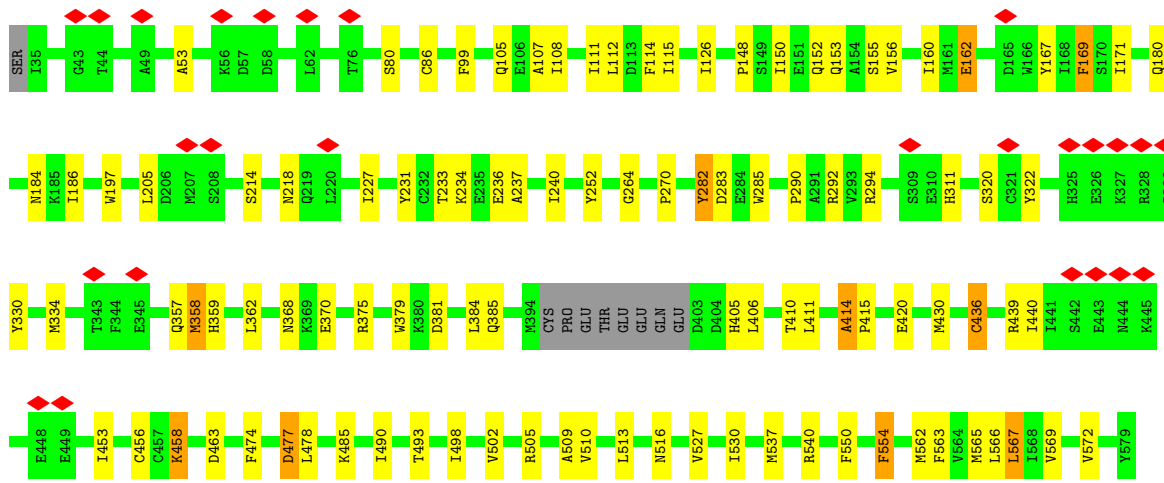 SER I35 G43 T44 A49 A53 K56 D57 D58 L62 T76 S80 C86 F99 Q105 E106 A107 I108 I111 L112 D113 F114 I115 I126 P148 S149 I150 E151 Q152 Q153 A154 S155 V156 I160 M161 E162 D165 W166 Y167 I168 F169 S170 I171 Q180
N184 K185 I186 W197 L205 D206 M207 S208 S214 N218 Q219 L220 I227 Y231 C232 T233 K234 E235 E236 A237 I240 Y252 G264 P270 Y282 D283 E284 W285 P290 A291 R292 V293 R294 S309 E310 H311 S320 C321 Y322 H325 E326 K327 R328
Y330 M334 T343 F344 E345 Q357 M358 H359 L362 N368 K369 E370 R375 W379 K380 D381 L384 Q385 M394 CYS PRO GLU THR GLU GLU GLN GLU D403 D404 H405 L406 T410 L411 A414 P415 E420 M430 C436 R439 I440 I441 S442 E443 N444 K445
E448 E449 I453 C456 C457 K458 D463 F474 D477 L478 K485 I490 T493 I498 V502 R505 A509 V510 L513 N516 V527 I530 M537 R540 F550 F554 M562 F563 V564 M565 L566 L567 I568 V569 V572 Y579